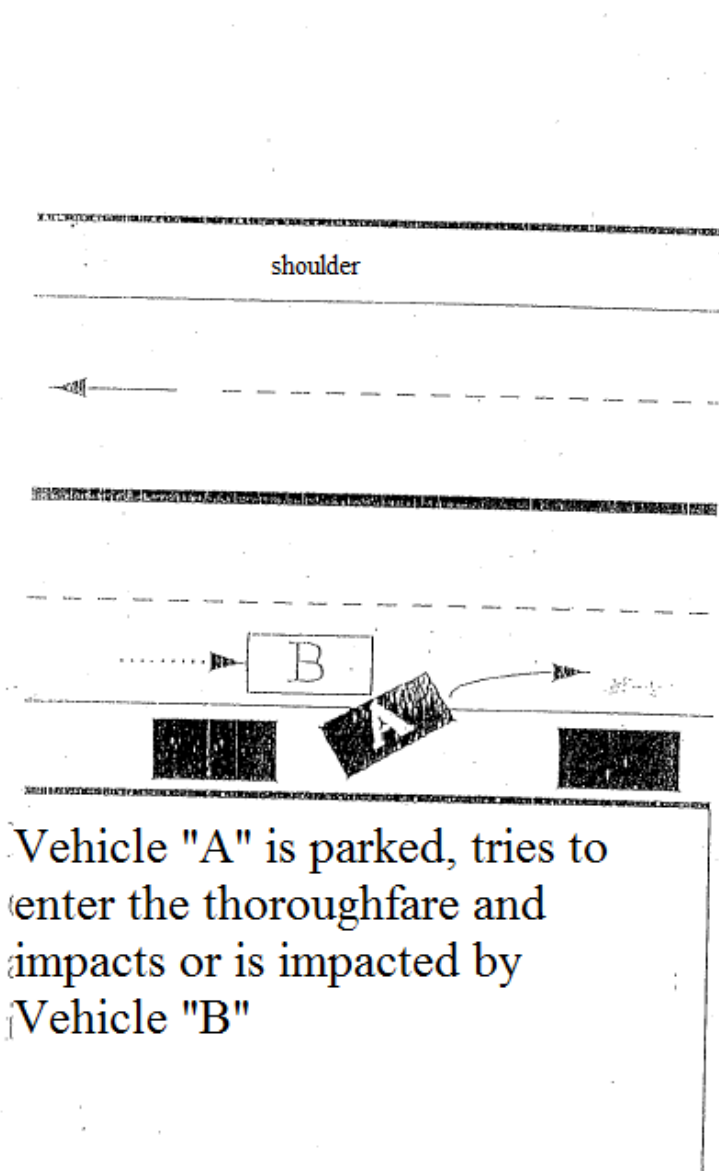 shoulder
B
A
Vehicle "A" is parked, tries to
enter the thoroughfare and
impacts or is impacted by
Vehicle "B"